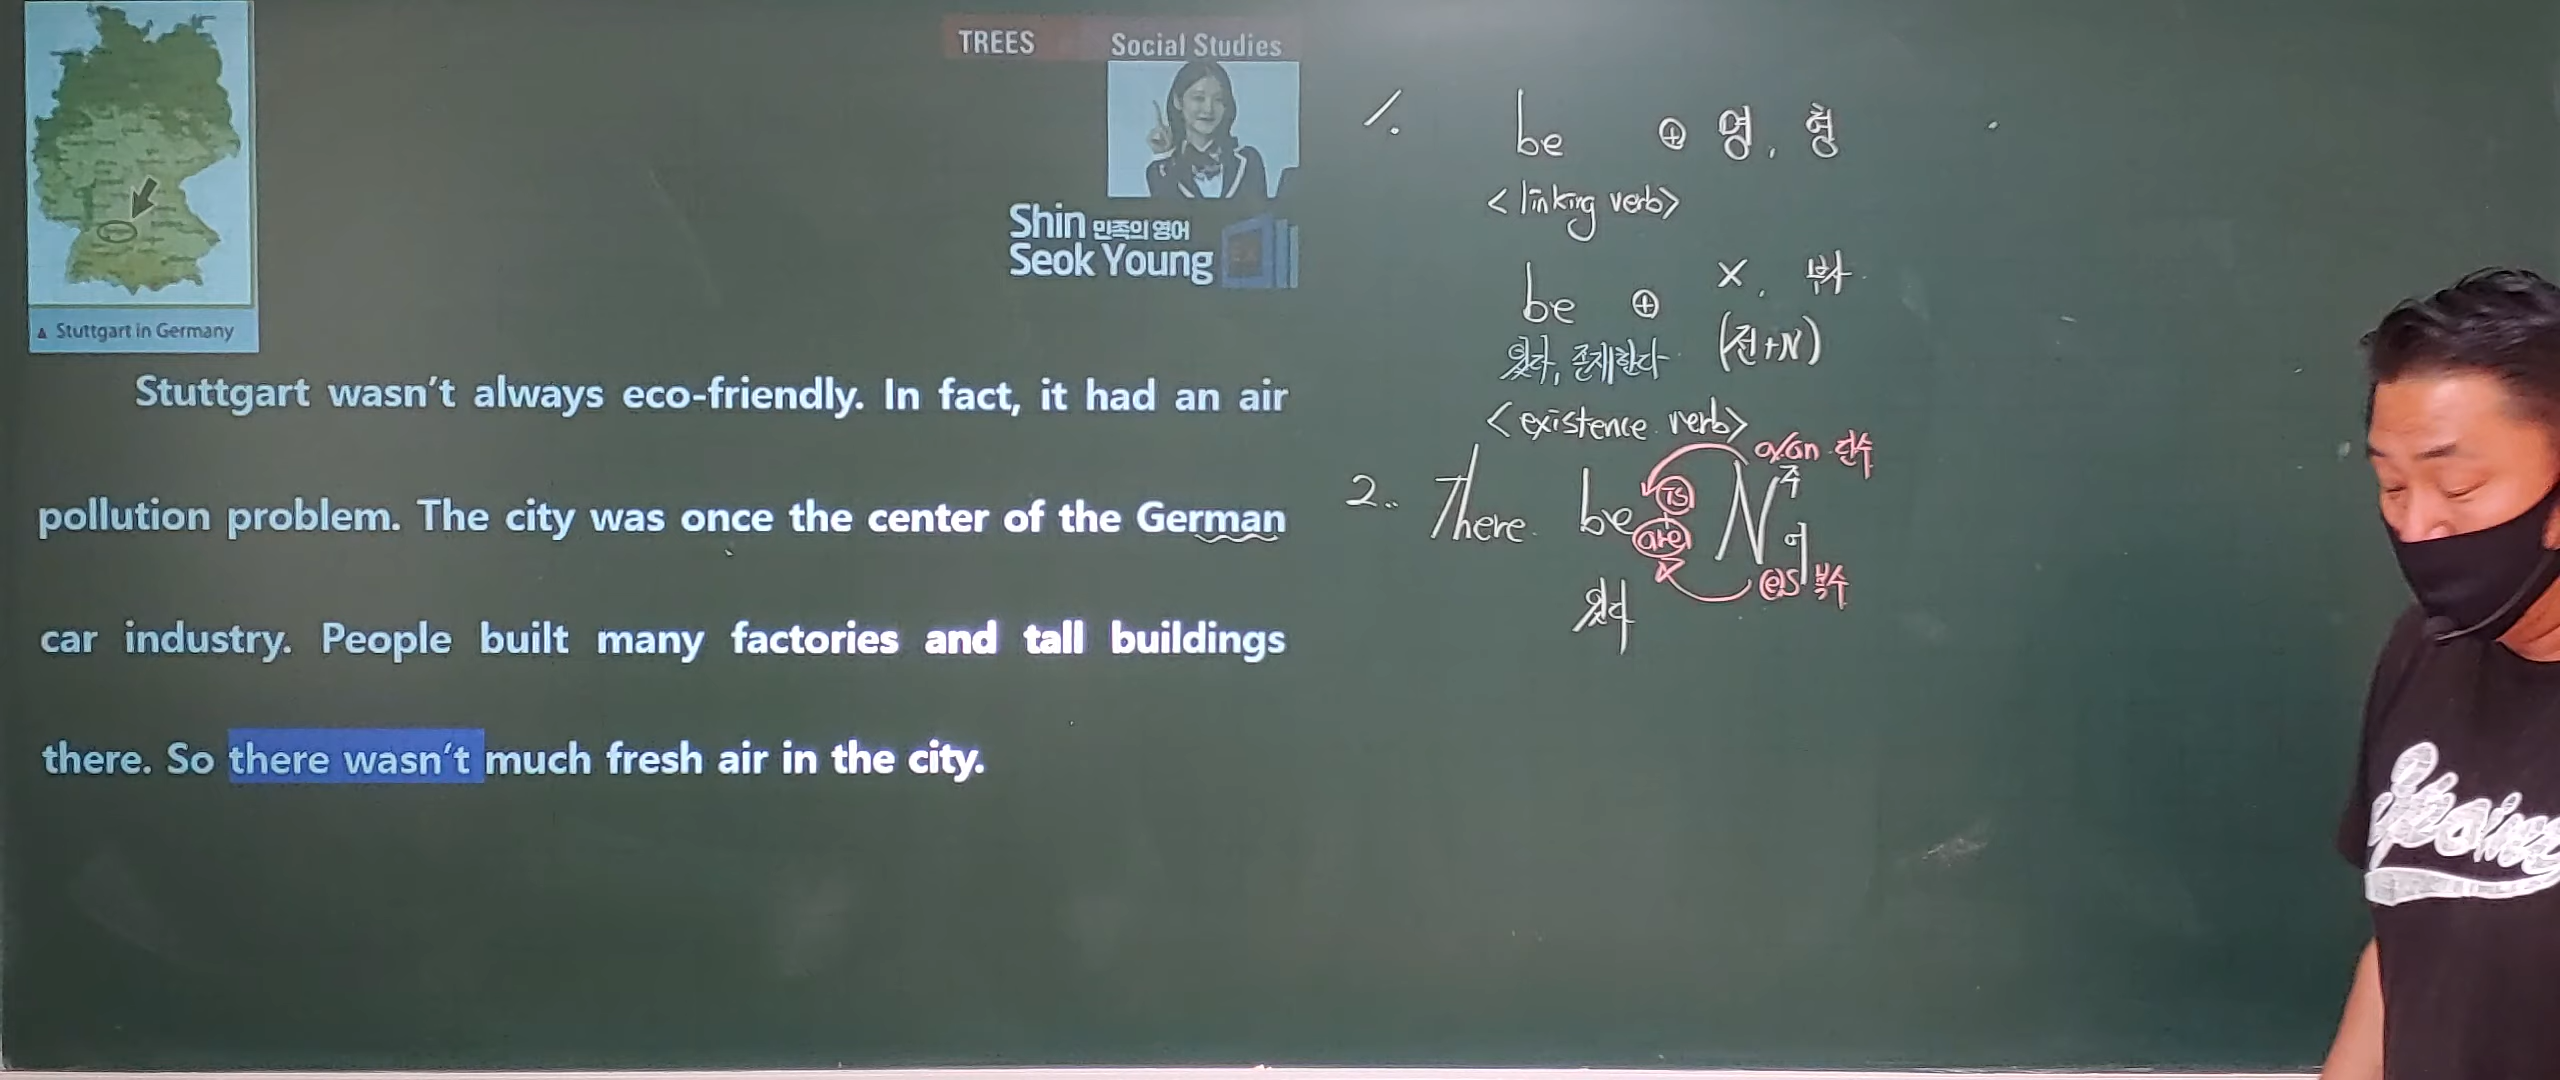 TREES Social Studies
Shin 민족의 영어
Seok Young
▲ Stuttgart in Germany
Stuttgart wasn't always eco-friendly. In fact, it had an air
pollution problem. The city was once the center of the German
car industry. People built many factories and tall buildings
there. So there wasn't much fresh air in the city.
1. be ⊕ 명, 형
<linking verb>
be ⊕ X, 부사
있다, 존재한다 (전+N)
<existence verb>
a/an 단수
2. There be is are N 주어
(e)s 복수
있다